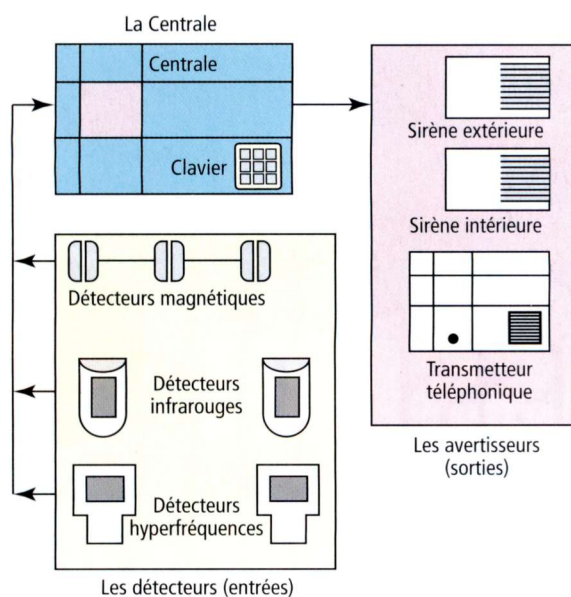 La Centrale
Centrale
Clavier
Détecteurs magnétiques
Détecteurs
infrarouges
Détecteurs
hyperfréquences
Les détecteurs (entrées)
Sirène extérieure
Sirène intérieure
Transmetteur
téléphonique
Les avertisseurs
(sorties)